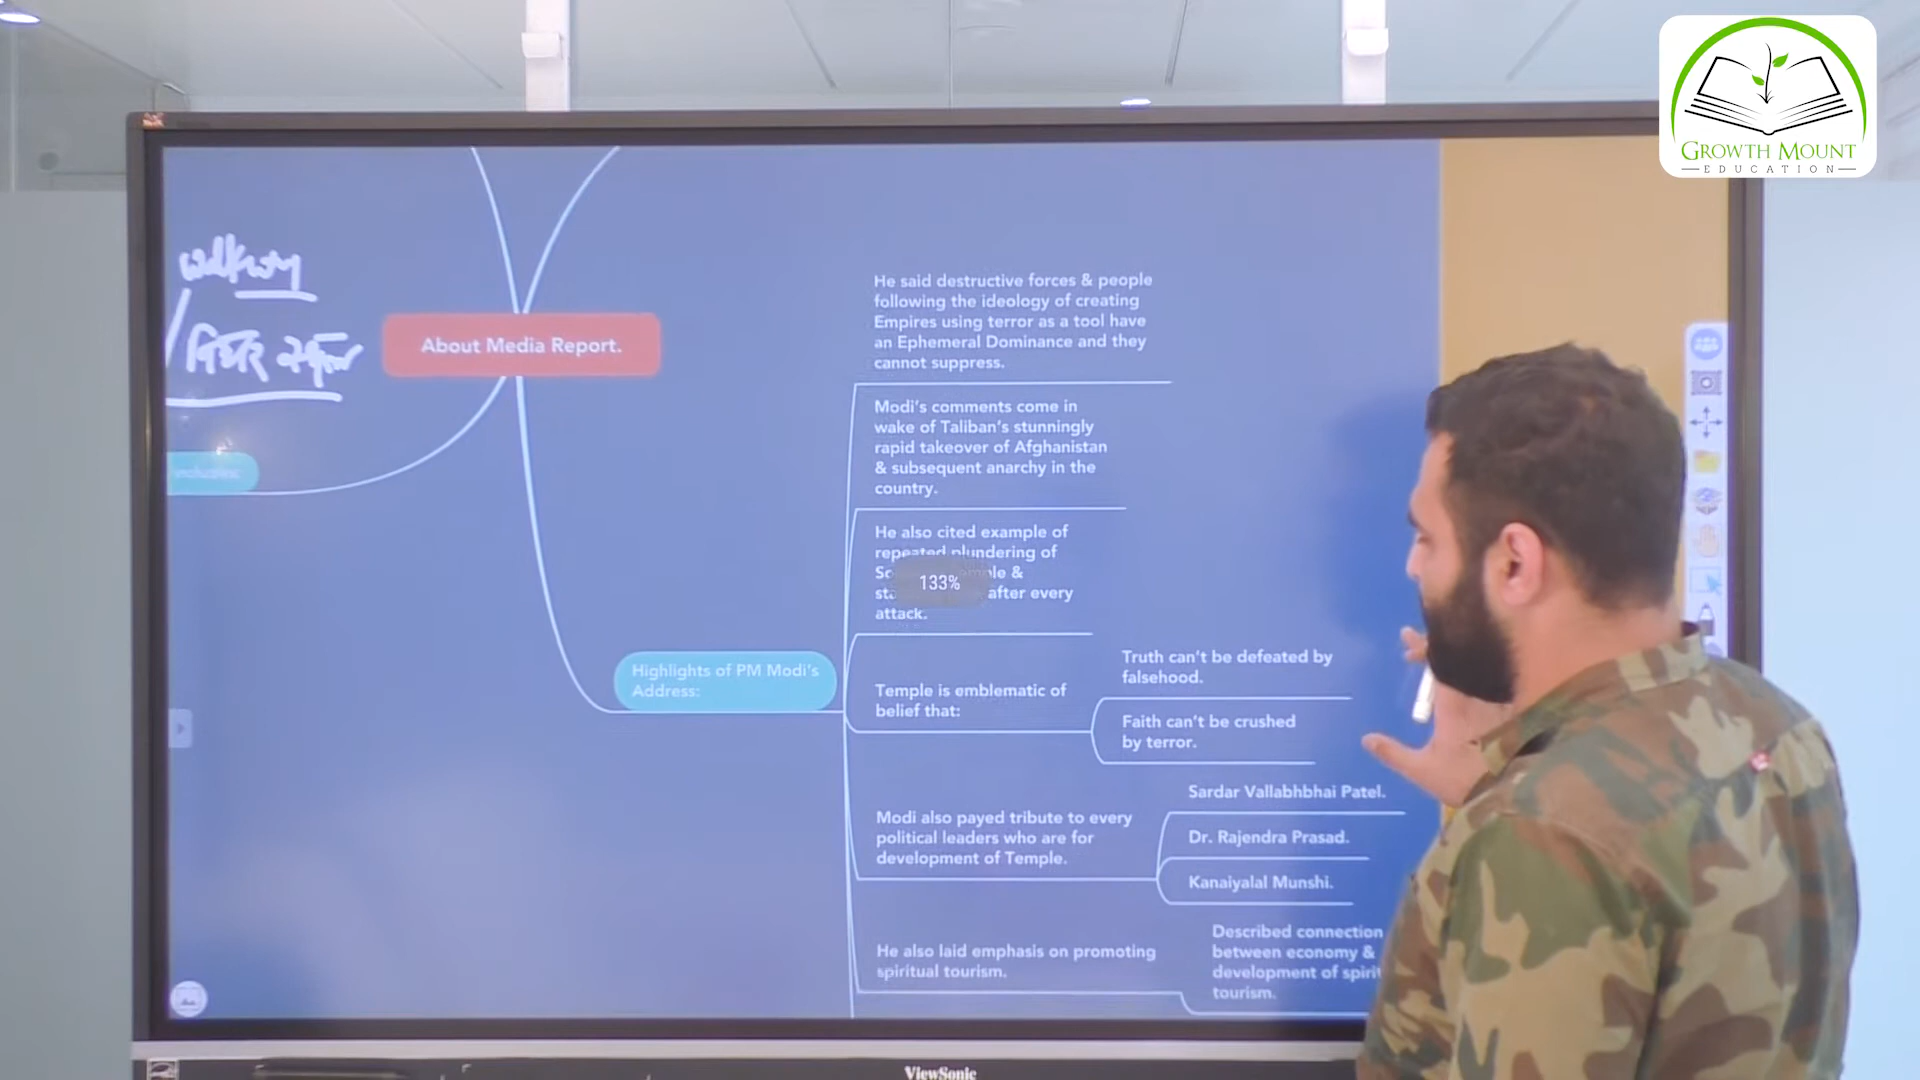 GROWTH MOUNT
EDUCATION
About Media Report.
He said destructive forces & people
following the ideology of creating
Empires using terror as a tool have
an Ephemeral Dominance and they
cannot suppress.
Modi's comments come in
wake of Taliban's stunningly
rapid takeover of Afghanistan
& subsequent anarchy in the
country.
He also cited example of
repeated plundering of
&
after every
attack.
133%
Highlights of PM Modi's
Address:
Temple is emblematic of
belief that:
Truth can't be defeated by
falsehood.
Faith can't be crushed
by terror.
Modi also payed tribute to every
political leaders who are for
development of Temple.
Sardar Vallabhbhai Patel.
Dr. Rajendra Prasad.
Kanaiyalal Munshi.
He also laid emphasis on promoting
spiritual tourism.
Described connection
between economy &
development of
tourism.
ViewSonic